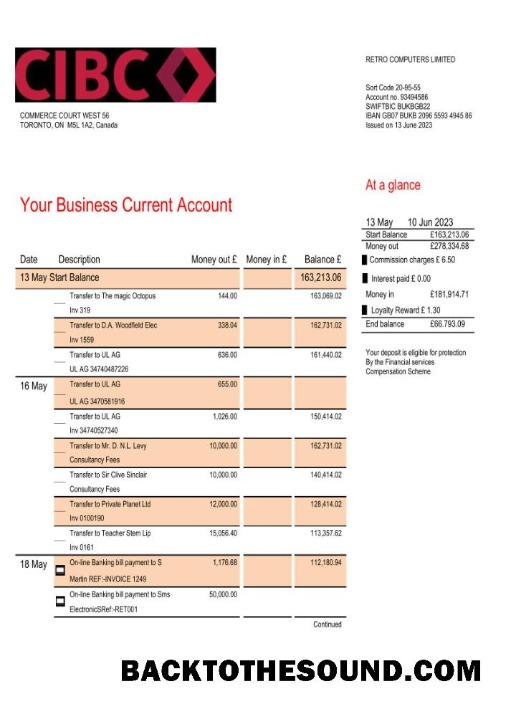 CIBC
COMMERCE COURT WEST 56
TORONTO, ON M5L 1A2, Canada
RETRO COMPUTERS LIMITED
Sort Code 20-95-55
Account no. 93494586
SWIFTBIC BUKBGB22
IBAN GB07 BUKB 2096 5593 4945 86
Issued on 13 June 2023
Your Business Current Account
At a glance
13 May 10 Jun 2023
Start Balance £163,213.06
Money out £278,334.68
Commission charges £ 6.50
Interest paid £ 0.00
Money in £181,914.71
Loyalty Reward £ 1.30
End balance £66.793.09
Your deposit is eligible for protection
By the Financial services
Compensation Scheme
Date Description Money out £ Money in £ Balance £
13 May Start Balance 163,213.06
Transfer to The magic Octopus 144.00 163,069.02
Inv 319
Transfer to D.A. Woodfield Elec 338.04 162,731.02
Inv 1559
Transfer to UL AG 636.00 161,440.02
UL AG 34740487226
16 May Transfer to UL AG 655.00
UL AG 3470581916
Transfer to UL AG 1,026.00 150,414.02
Inv 34740527340
Transfer to Mr. D. N.L. Levy 10,000.00 162,731.02
Consultancy Fees
Transfer to Sir Clive Sinclair 10,000.00 140,414.02
Consultancy Fees
Transfer to Private Planet Ltd 12,000.00 128,414.02
Inv 0100190
Transfer to Teacher Stem Lip 15,056.40 113,357.62
Inv 0161
18 May On-line Banking bill payment to S 1,176.68 112,180.94
Martin REF:-INVOICE 1249
On-line Banking bill payment to Sms 50,000.00
ElectronicSRef:-RET001
Continued
BACKTOTHESOUND.COM